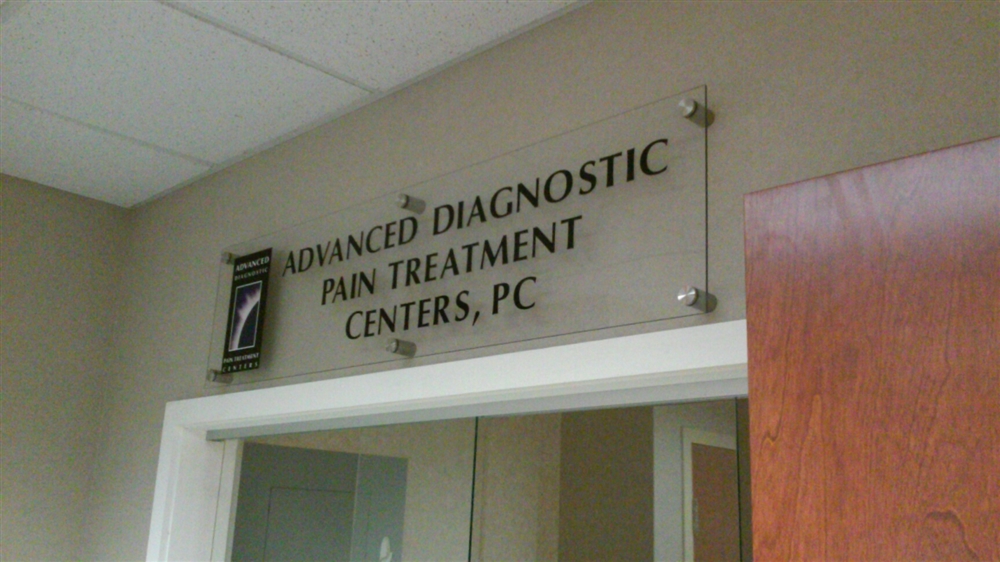 ADVANCED DIAGNOSTIC
PAIN TREATMENT
CENTERS, PC
ADVANCED
DIAGNOSTIC
PAIN TREATMENT
CENTERS